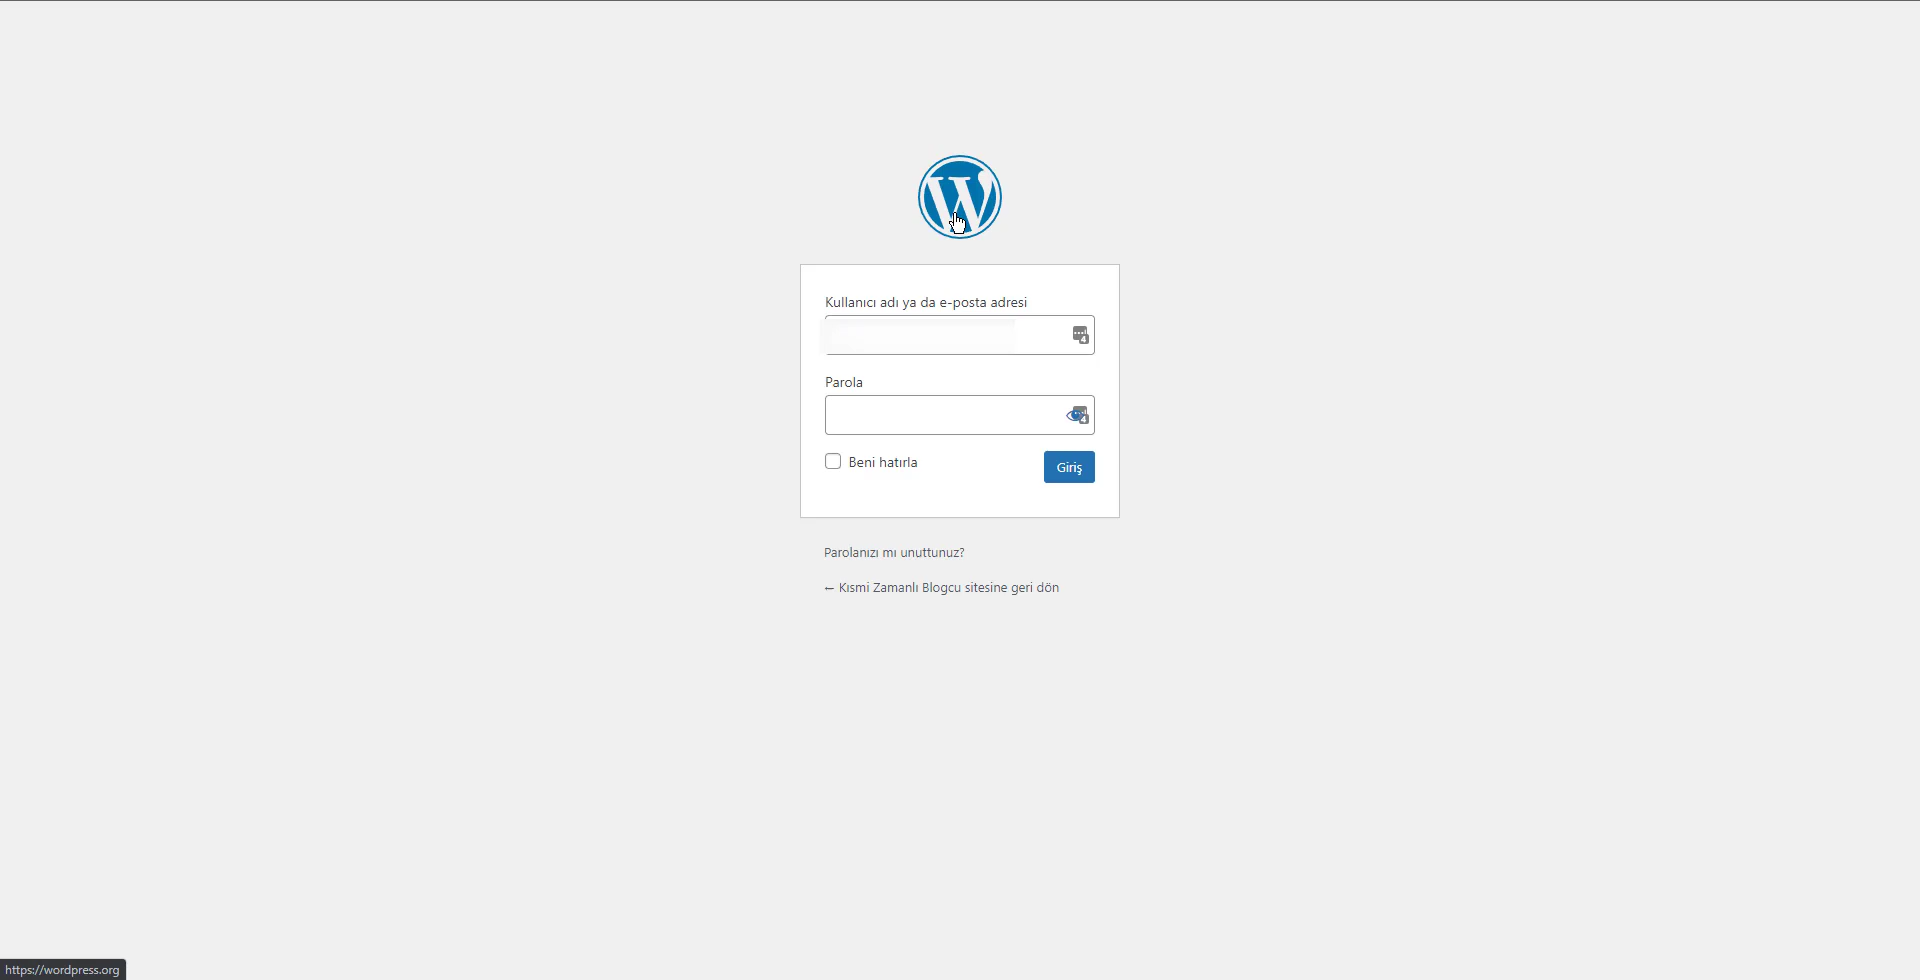 Kullanıcı adı ya da e-posta adresi
Parola
Beni hatırla
Giriş
Parolanızı mı unuttunuz?
← Kısmi Zamanlı Blogcu sitesine geri dön
https://wordpress.org